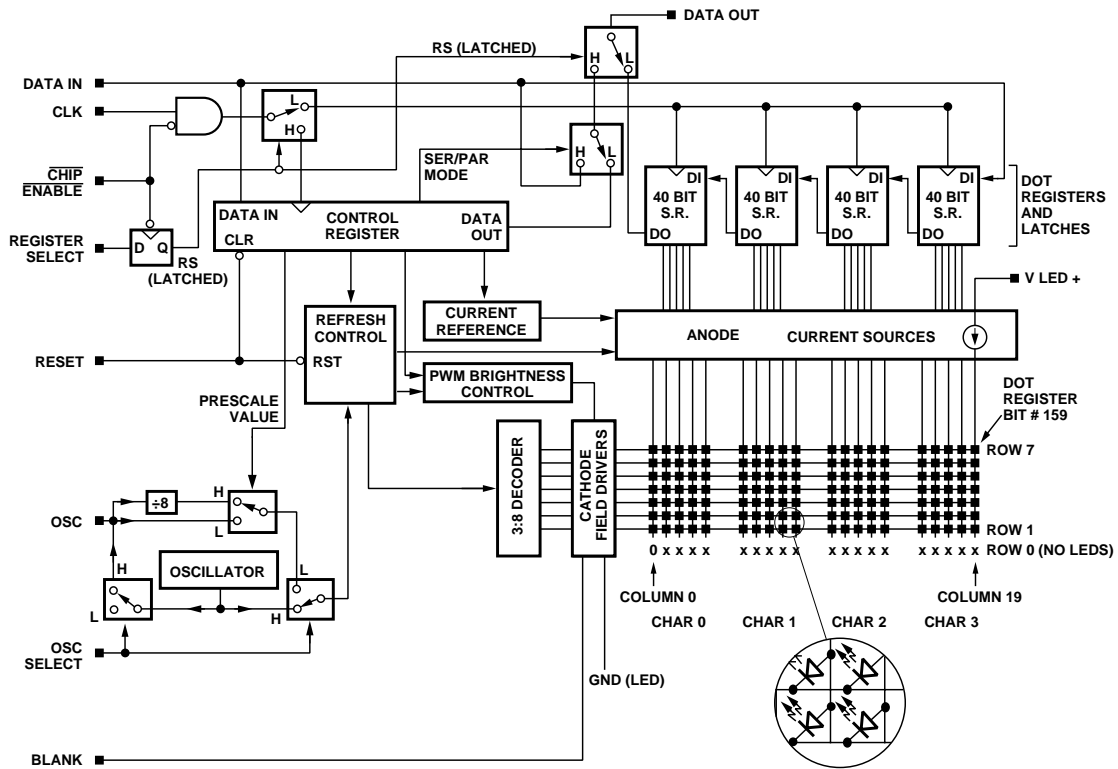 DATA OUT
RS (LATCHED)
H
L
DATA IN
CLK
L
H
H
L
SER/PAR
MODE
CHIP
ENABLE
DI
40 BIT
S.R.
DO
DI
40 BIT
S.R.
DO
DI
40 BIT
S.R.
DO
DI
40 BIT
S.R.
DO
DOT
REGISTERS
AND
LATCHES
REGISTER
SELECT
D Q
RS
(LATCHED)
DATA IN
CONTROL
REGISTER
DATA
OUT
CLR
V LED +
REFRESH
CONTROL
RST
CURRENT
REFERENCE
ANODE CURRENT SOURCES
RESET
PWM BRIGHTNESS
CONTROL
DOT
REGISTER
BIT # 159
PRESCALE
VALUE
3:8 DECODER
CATHODE
FIELD DRIVERS
ROW 7
ROW 1
0 x x x x x x x x x x x x x x x x x x x ROW 0 (NO LEDS)
OSC
÷8
H
L
H
L
OSCILLATOR
L
H
OSC
SELECT
COLUMN 0
COLUMN 19
CHAR 0 CHAR 1 CHAR 2 CHAR 3
GND (LED)
BLANK